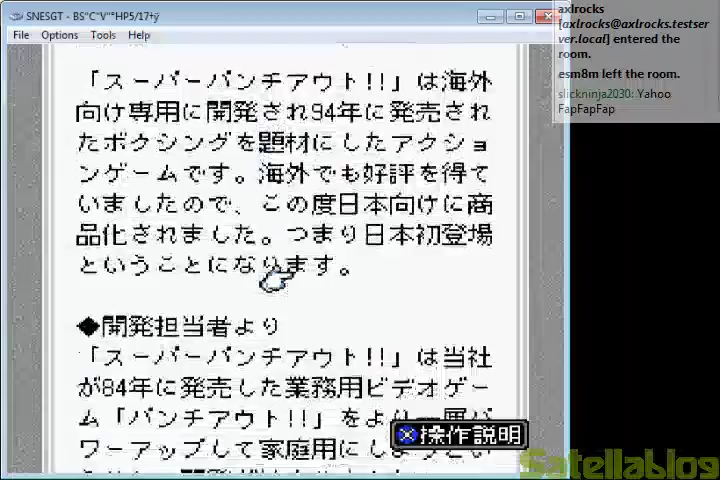 SNESGT - BS"C"V"°HP5/17+ÿ
File Options Tools Help
axlrocks
[axlrocks@axlrocks.testser
ver.local] entered the
room.
esm8m left the room.
slickninja2030: Yahoo
FapFapFap
「スーパーパンチアウト!!」は海外
向け専用に開発され94年に発売され
たボクシングを題材にしたアクショ
ンゲームです。海外でも好評を得て
いましたので、この度日本向けに商
品化されました。つまり日本初登場
ということになります。
◆開発担当者より
「スーパーパンチアウト!!」は当社
が84年に発売した業務用ビデオゲー
ム「パンチアウト!!」をより一層パ
ワーアップして家庭用にしようとい
操作説明
Satellablog